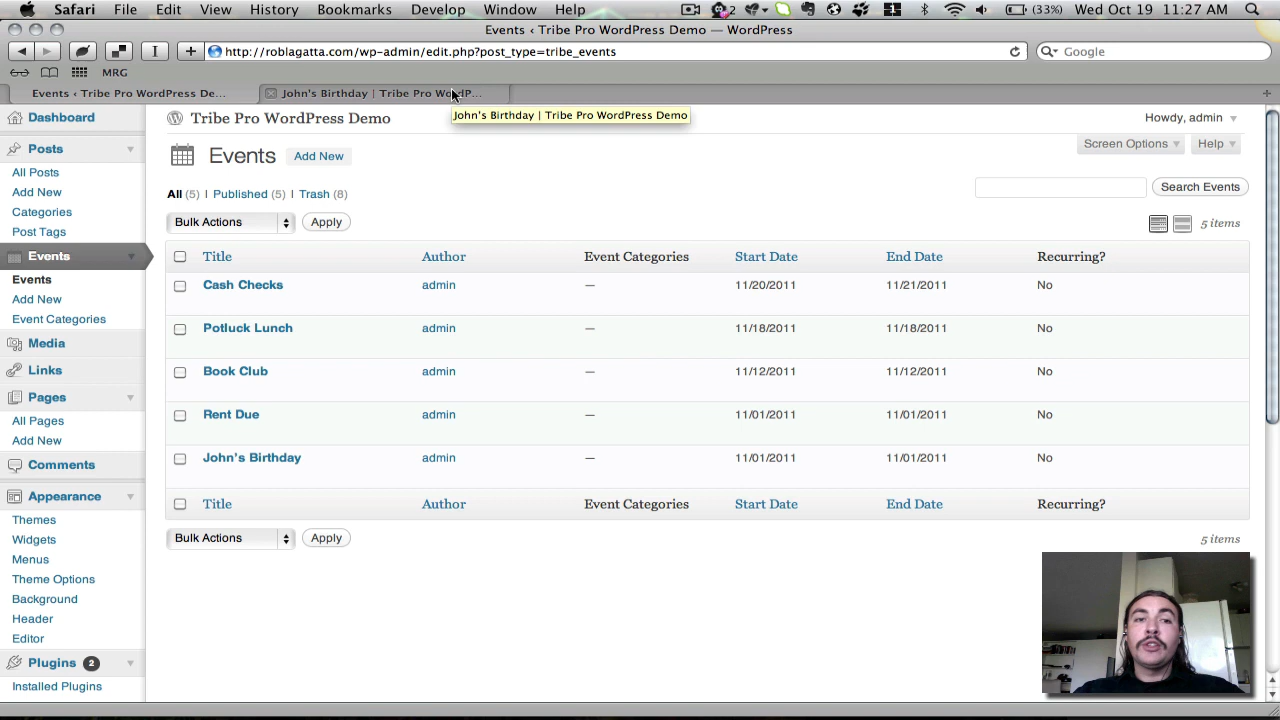 Safari File Edit View History Bookmarks Develop Window Help 2 (33%) Wed Oct 19 11:27 AM
Events ‹ Tribe Pro WordPress Demo — WordPress
http://roblagatta.com/wp-admin/edit.php?post_type=tribe_events Google
MRG
Events ‹ Tribe Pro WordPress De... John's Birthday | Tribe Pro WordP...
John's Birthday | Tribe Pro WordPress Demo
Tribe Pro WordPress Demo Howdy, admin
Screen Options Help
Events Add New
All (5) | Published (5) | Trash (8)
Search Events
Bulk Actions Apply 5 items
Title Author Event Categories Start Date End Date Recurring?
Cash Checks admin — 11/20/2011 11/21/2011 No
Potluck Lunch admin — 11/18/2011 11/18/2011 No
Book Club admin — 11/12/2011 11/12/2011 No
Rent Due admin — 11/01/2011 11/01/2011 No
John's Birthday admin — 11/01/2011 11/01/2011 No
Title Author Event Categories Start Date End Date Recurring?
Bulk Actions Apply 5 items
Dashboard
Posts
All Posts
Add New
Categories
Post Tags
Events
Events
Add New
Event Categories
Media
Links
Pages
All Pages
Add New
Comments
Appearance
Themes
Widgets
Menus
Theme Options
Background
Header
Editor
Plugins 2
Installed Plugins